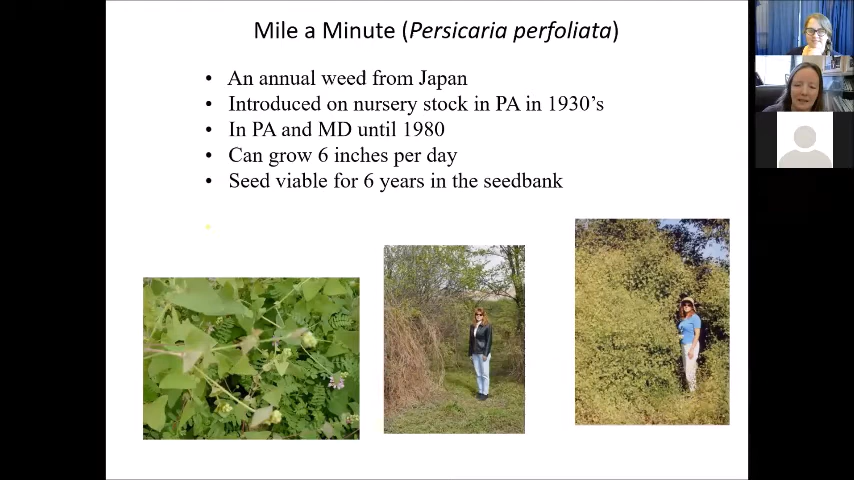 Mile a Minute (Persicaria perfoliata)
• An annual weed from Japan
• Introduced on nursery stock in PA in 1930's
• In PA and MD until 1980
• Can grow 6 inches per day
• Seed viable for 6 years in the seedbank